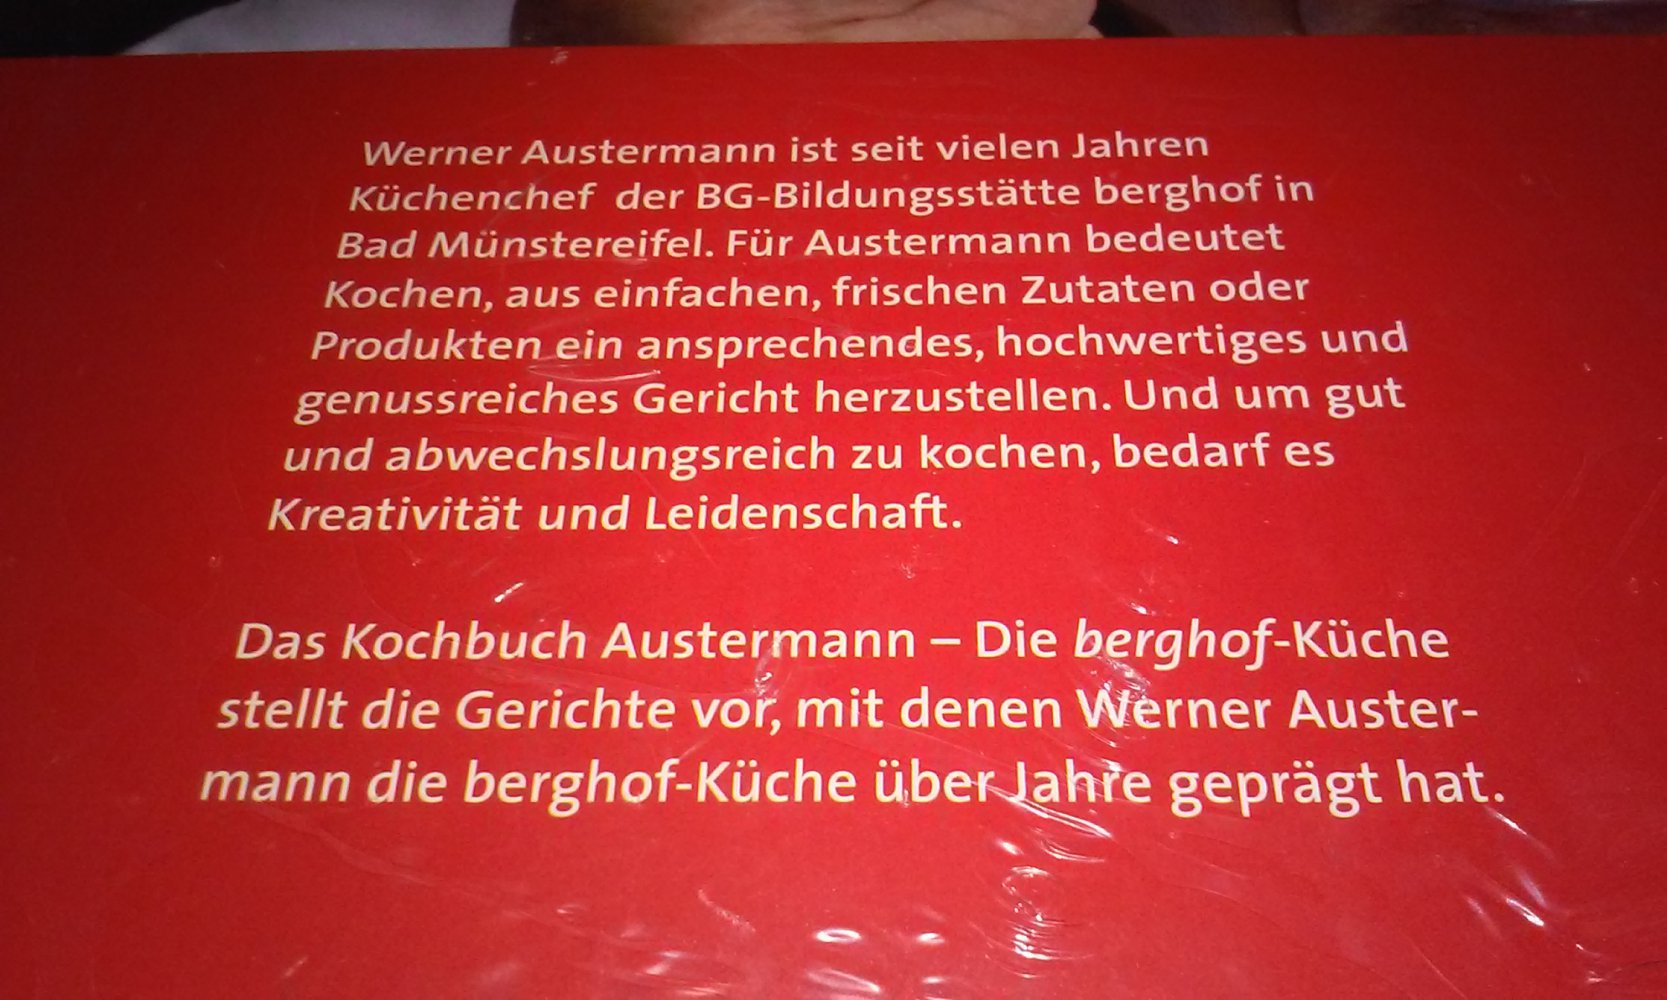 Werner Austermann ist seit vielen Jahren
Küchenchef der BG-Bildungsstätte berghof in
Bad Münstereifel. Für Austermann bedeutet
Kochen, aus einfachen, frischen Zutaten oder
Produkten ein ansprechendes, hochwertiges und
genussreiches Gericht herzustellen. Und um gut
und abwechslungsreich zu kochen, bedarf es
Kreativität und Leidenschaft.
Das Kochbuch Austermann – Die berghof-Küche
stellt die Gerichte vor, mit denen Werner Auster-
mann die berghof-Küche über Jahre geprägt hat.